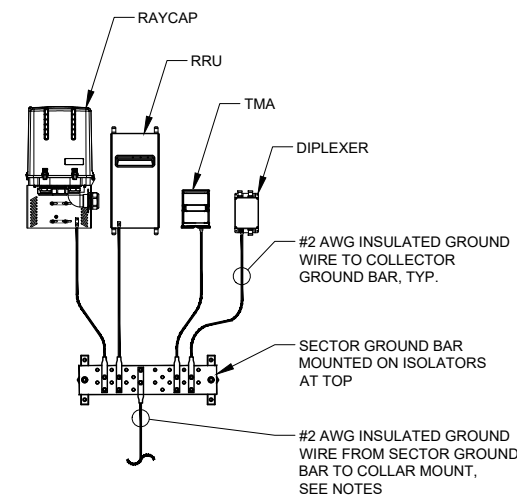 RAYCAP
RRU
TMA
DIPLEXER
#2 AWG INSULATED GROUND
WIRE TO COLLECTOR
GROUND BAR, TYP.
SECTOR GROUND BAR
MOUNTED ON ISOLATORS
AT TOP
#2 AWG INSULATED GROUND
WIRE FROM SECTOR GROUND
BAR TO COLLAR MOUNT,
SEE NOTES